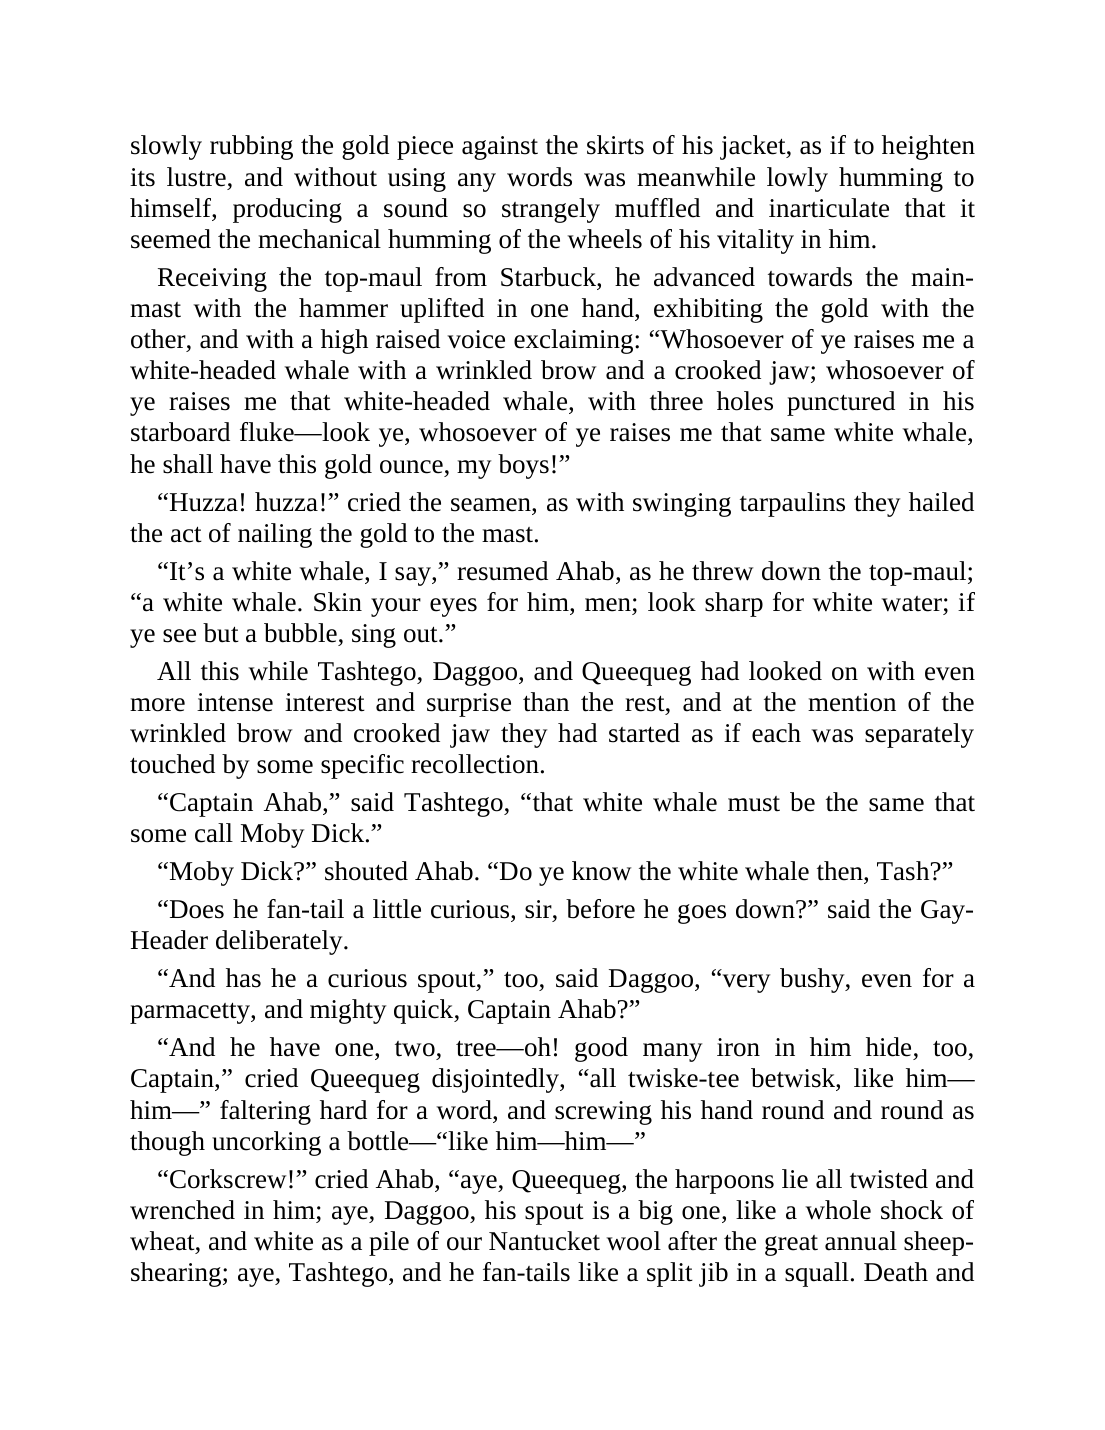 slowly rubbing the gold piece against the skirts of his jacket, as if to heighten
its lustre, and without using any words was meanwhile lowly humming to
himself, producing a sound so strangely muffled and inarticulate that it
seemed the mechanical humming of the wheels of his vitality in him.
Receiving the top-maul from Starbuck, he advanced towards the main-
mast with the hammer uplifted in one hand, exhibiting the gold with the
other, and with a high raised voice exclaiming: “Whosoever of ye raises me a
white-headed whale with a wrinkled brow and a crooked jaw; whosoever of
ye raises me that white-headed whale, with three holes punctured in his
starboard fluke—look ye, whosoever of ye raises me that same white whale,
he shall have this gold ounce, my boys!”
“Huzza! huzza!” cried the seamen, as with swinging tarpaulins they hailed
the act of nailing the gold to the mast.
“It’s a white whale, I say,” resumed Ahab, as he threw down the top-maul;
“a white whale. Skin your eyes for him, men; look sharp for white water; if
ye see but a bubble, sing out.”
All this while Tashtego, Daggoo, and Queequeg had looked on with even
more intense interest and surprise than the rest, and at the mention of the
wrinkled brow and crooked jaw they had started as if each was separately
touched by some specific recollection.
“Captain Ahab,” said Tashtego, “that white whale must be the same that
some call Moby Dick.”
“Moby Dick?” shouted Ahab. “Do ye know the white whale then, Tash?”
“Does he fan-tail a little curious, sir, before he goes down?” said the Gay-
Header deliberately.
“And has he a curious spout,” too, said Daggoo, “very bushy, even for a
parmacetty, and mighty quick, Captain Ahab?”
“And he have one, two, tree—oh! good many iron in him hide, too,
Captain,” cried Queequeg disjointedly, “all twiske-tee betwisk, like him—
him—” faltering hard for a word, and screwing his hand round and round as
though uncorking a bottle—“like him—him—”
“Corkscrew!” cried Ahab, “aye, Queequeg, the harpoons lie all twisted and
wrenched in him; aye, Daggoo, his spout is a big one, like a whole shock of
wheat, and white as a pile of our Nantucket wool after the great annual sheep-
shearing; aye, Tashtego, and he fan-tails like a split jib in a squall. Death and